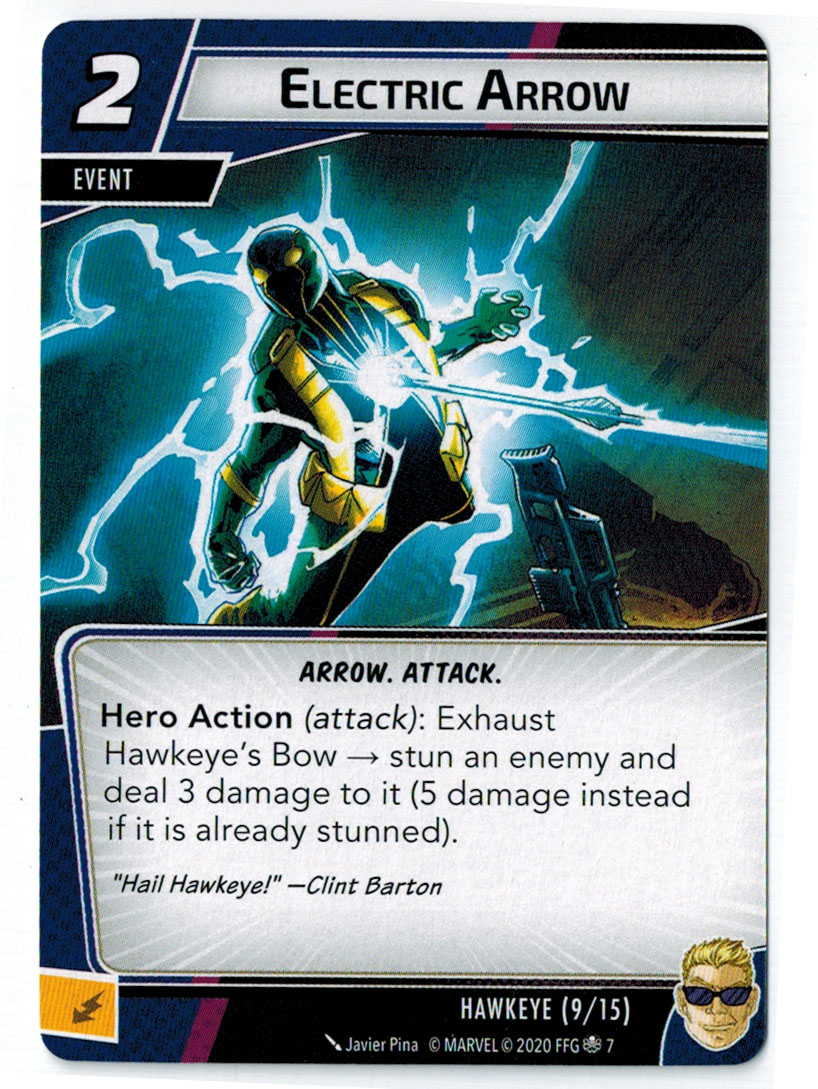 2
ELECTRIC ARROW
EVENT
ARROW. ATTACK.
Hero Action (attack): Exhaust
Hawkeye's Bow → stun an enemy and
deal 3 damage to it (5 damage instead
if it is already stunned).
"Hail Hawkeye!" —Clint Barton
HAWKEYE (9/15)
Javier Pina © MARVEL © 2020 FFG 7